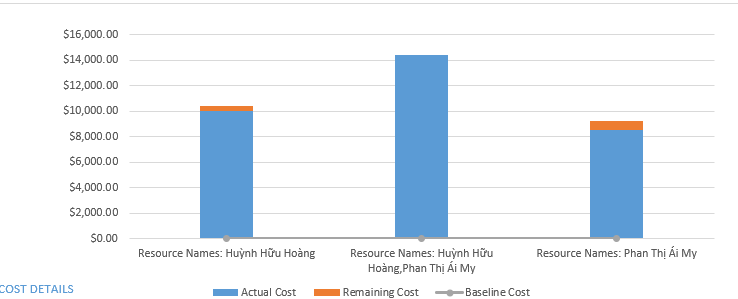 $16,000.00
$14,000.00
$12,000.00
$10,000.00
$8,000.00
$6,000.00
$4,000.00
$2,000.00
$0.00
Resource Names: Huỳnh Hữu Hoàng
Resource Names: Huỳnh Hữu
Hoàng,Phan Thị Ái My
Resource Names: Phan Thị Ái My
COST DETAILS
Actual Cost
Remaining Cost
Baseline Cost